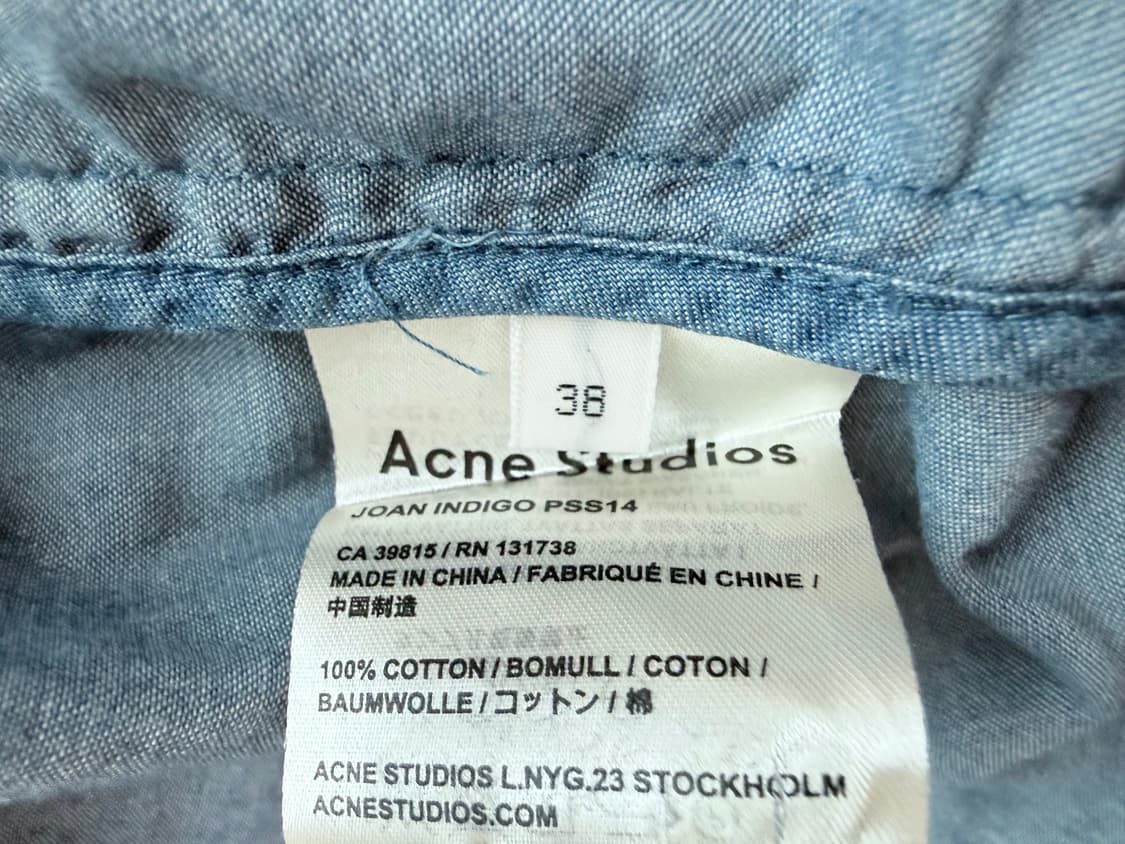 38
Acne Studios
JOAN INDIGO PSS14
CA 39815 / RN 131738
MADE IN CHINA / FABRIQUÉ EN CHINE /
中国制造
100% COTTON / BOMULL / COTON /
BAUMWOLLE / コットン / 棉
ACNE STUDIOS L.NYG.23 STOCKHOLM
ACNESTUDIOS.COM